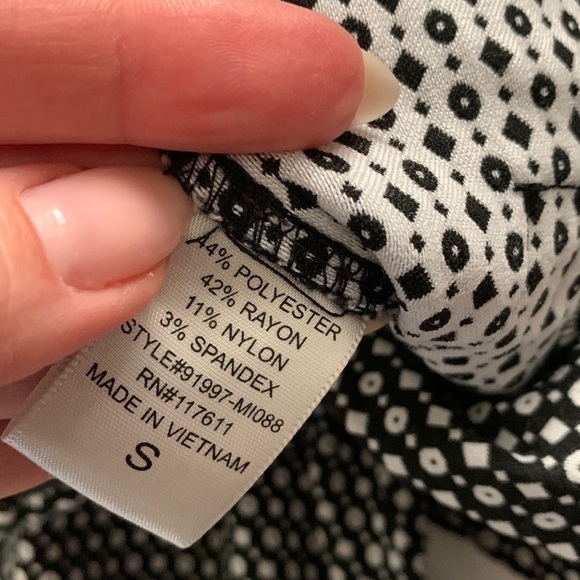 44% POLYESTER
42% RAYON
11% NYLON
3% SPANDEX
STYLE#91997-MI088
RN#117611
MADE IN VIETNAM
S